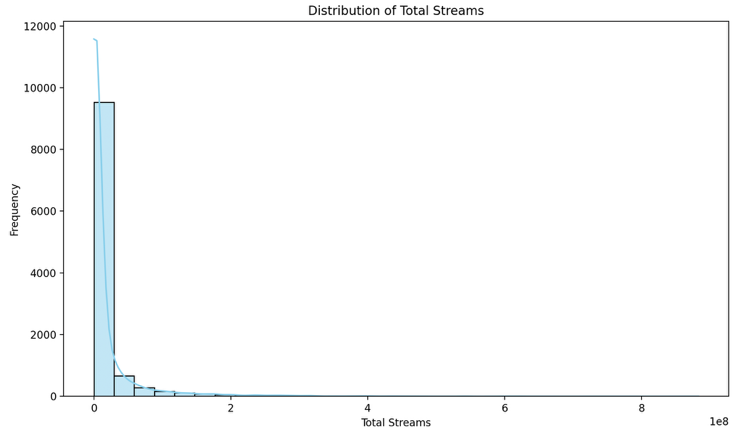 Distribution of Total Streams
12000
10000
8000
6000
4000
2000
0
Frequency
0 2 4 6 8
1e8
Total Streams